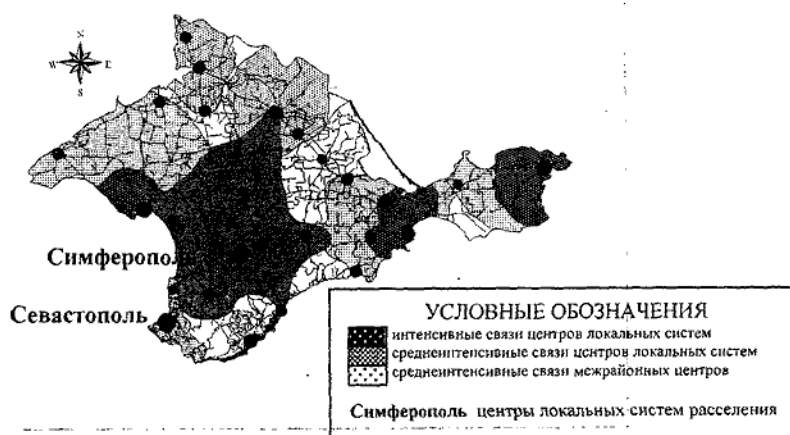 N
W E
S
Симферополь
Севастополь
УСЛОВНЫЕ ОБОЗНАЧЕНИЯ
интенсивные связи центров локальных систем
среднеинтенсивные связи центров локальных систем
среднеинтенсивные связи межрайонных центров
Симферополь центры локальных систем расселения